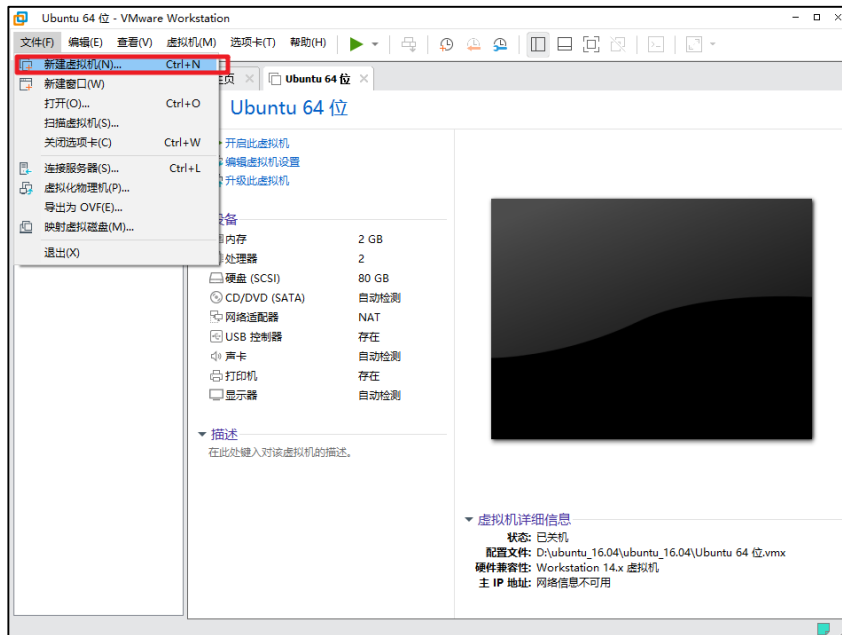 Ubuntu 64 位 - VMware Workstation
文件(F) 编辑(E) 查看(V) 虚拟机(M) 选项卡(T) 帮助(H)
新建虚拟机(N)... Ctrl+N
新建窗口(W)
打开(O)... Ctrl+O
扫描虚拟机(S)...
关闭选项卡(C) Ctrl+W
连接服务器(S)... Ctrl+L
虚拟化物理机(P)...
导出为 OVF(E)...
映射虚拟磁盘(M)...
退出(X)
页
Ubuntu 64 位
Ubuntu 64 位
开启此虚拟机
编辑虚拟机设置
升级此虚拟机
设备
内存 2 GB
处理器 2
硬盘 (SCSI) 80 GB
CD/DVD (SATA) 自动检测
网络适配器 NAT
USB 控制器 存在
声卡 自动检测
打印机 存在
显示器 自动检测
描述
在此处键入对该虚拟机的描述。
虚拟机详细信息
状态: 已关机
配置文件: D:\ubuntu_16.04\ubuntu_16.04\Ubuntu 64 位.vmx
硬件兼容性: Workstation 14.x 虚拟机
主 IP 地址: 网络信息不可用